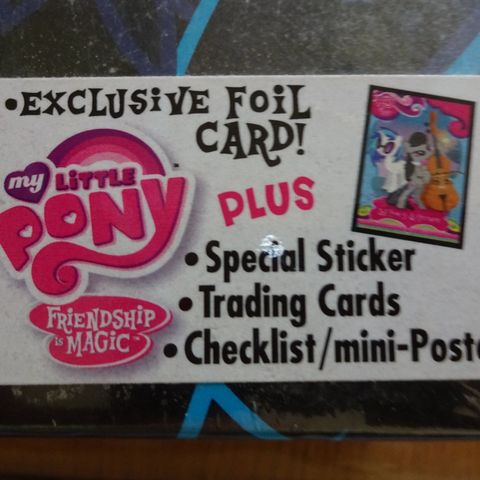 •EXCLUSIVE FOIL
CARD!
my LITTLE
PONY
PLUS
FRIENDSHIP
is MAGIC
•Special Sticker
•Trading Cards
•Checklist/mini-Poste